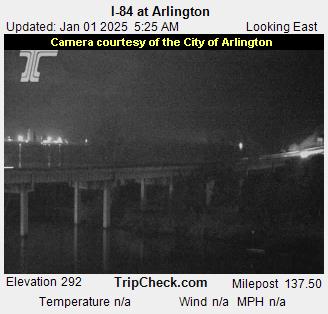 I-84 at Arlington
Updated: Jan 01 2025 5:25 AM Looking East
Camera courtesy of the City of Arlington
Elevation 292 TripCheck.com Milepost 137.50
Temperature n/a Wind n/a MPH n/a